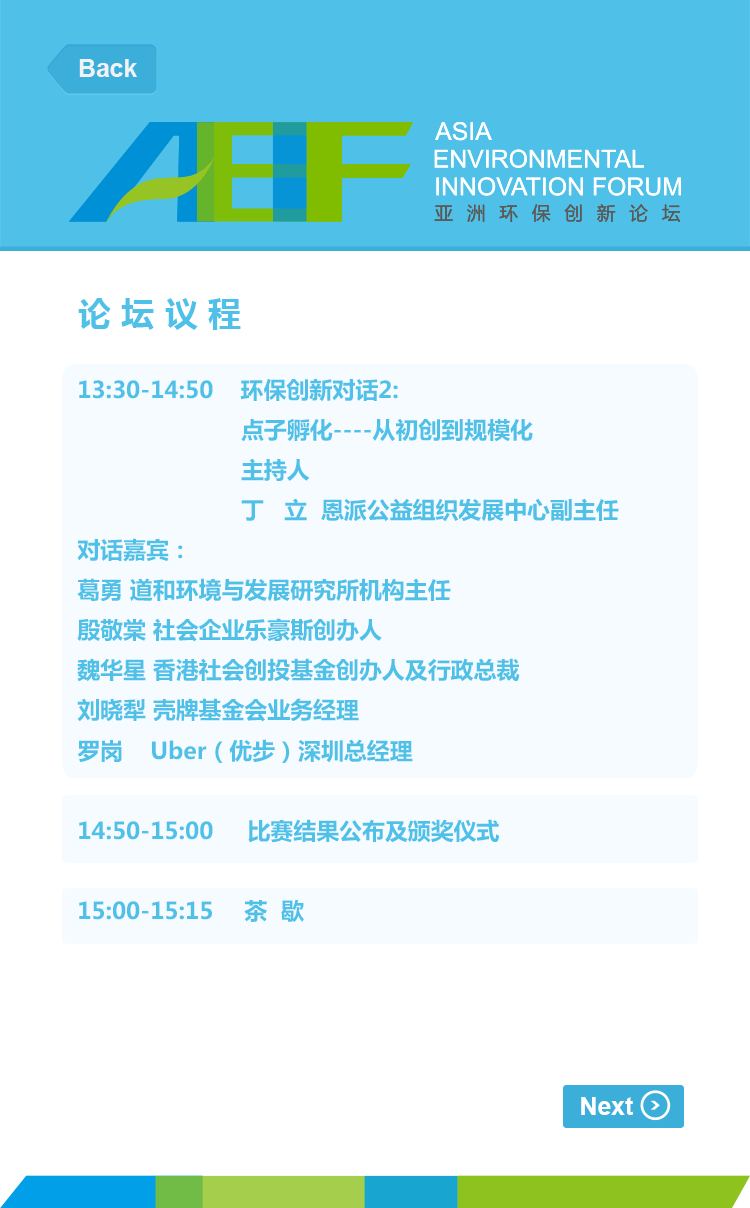 Back
AEIF
ASIA
ENVIRONMENTAL
INNOVATION FORUM
亚洲环保创新论坛
论坛议程
13:30-14:50 环保创新对话2:
点子孵化----从初创到规模化
主持人
丁 立 恩派公益组织发展中心副主任
对话嘉宾：
葛勇 道和环境与发展研究所机构主任
殷敬棠 社会企业乐豪斯创办人
魏华星 香港社会创投基金创办人及行政总裁
刘晓犁 壳牌基金会业务经理
罗岗 Uber（优步）深圳总经理
14:50-15:00 比赛结果公布及颁奖仪式
15:00-15:15 茶 歇
Next